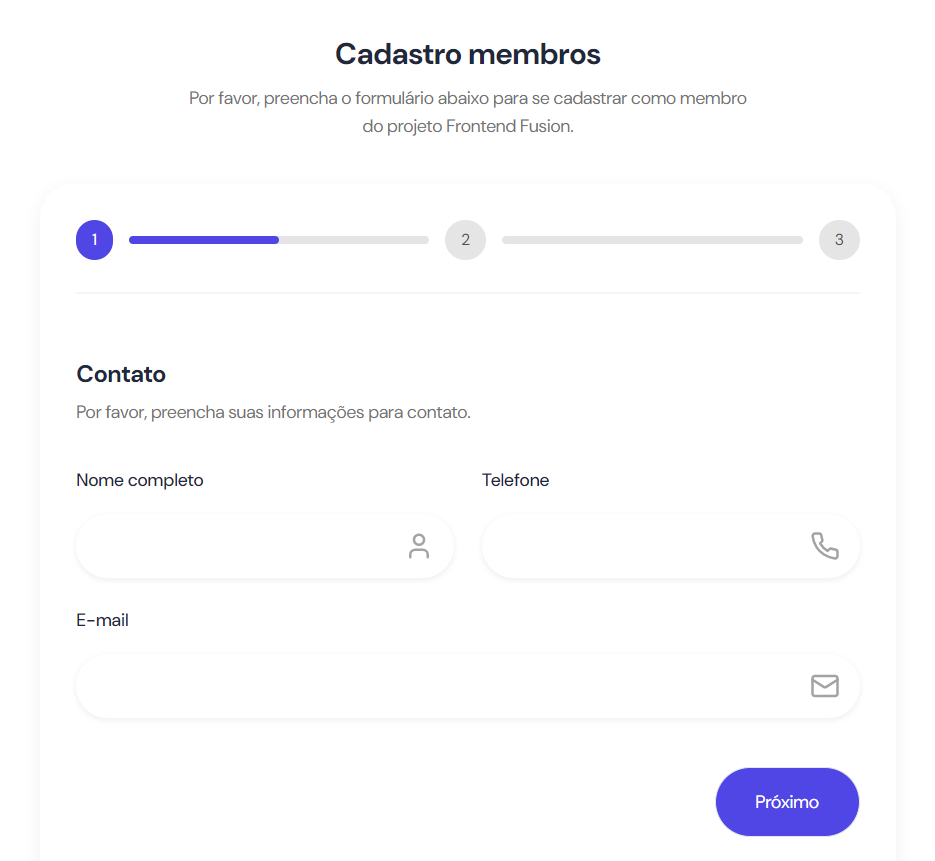 Cadastro membros
Por favor, preencha o formulário abaixo para se cadastrar como membro
do projeto Frontend Fusion.
1
2
3
Contato
Por favor, preencha suas informações para contato.
Nome completo
Telefone
E-mail
Próximo